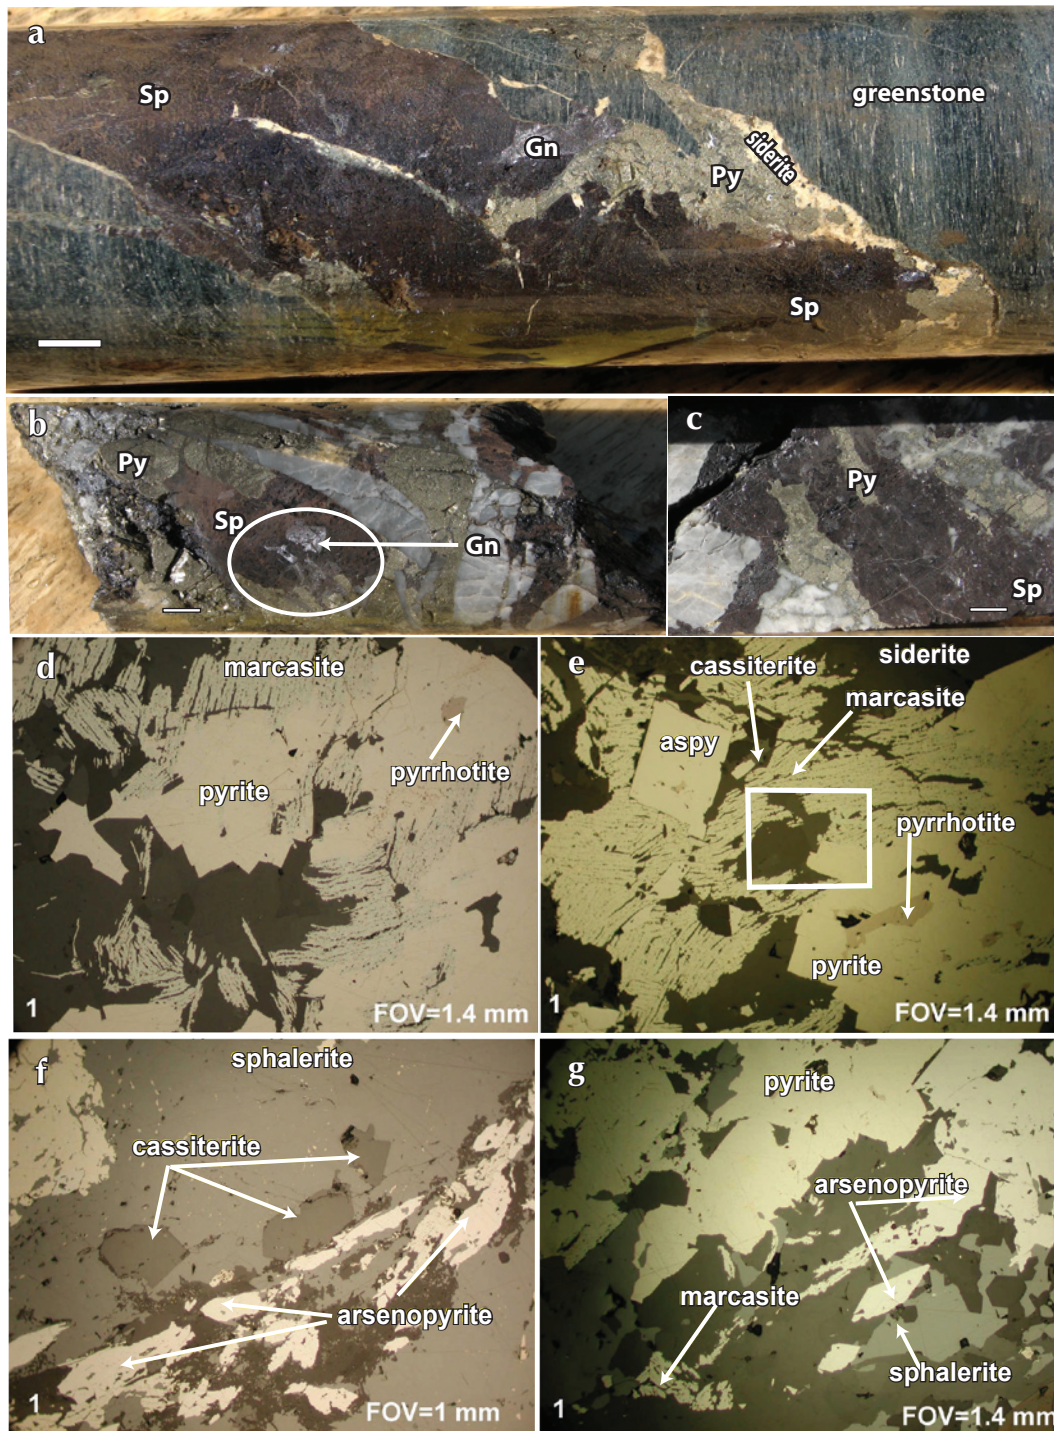 a
Sp
greenstone
Gn
siderite
Py
Sp
b
Py
Sp
Gn
c
Py
Sp
d
marcasite
pyrrhotite
pyrite
1
FOV=1.4 mm
e
siderite
cassiterite
marcasite
aspy
pyrrhotite
pyrite
1
FOV=1.4 mm
f
sphalerite
cassiterite
arsenopyrite
1
FOV=1 mm
g
pyrite
arsenopyrite
marcasite
sphalerite
1
FOV=1.4 mm